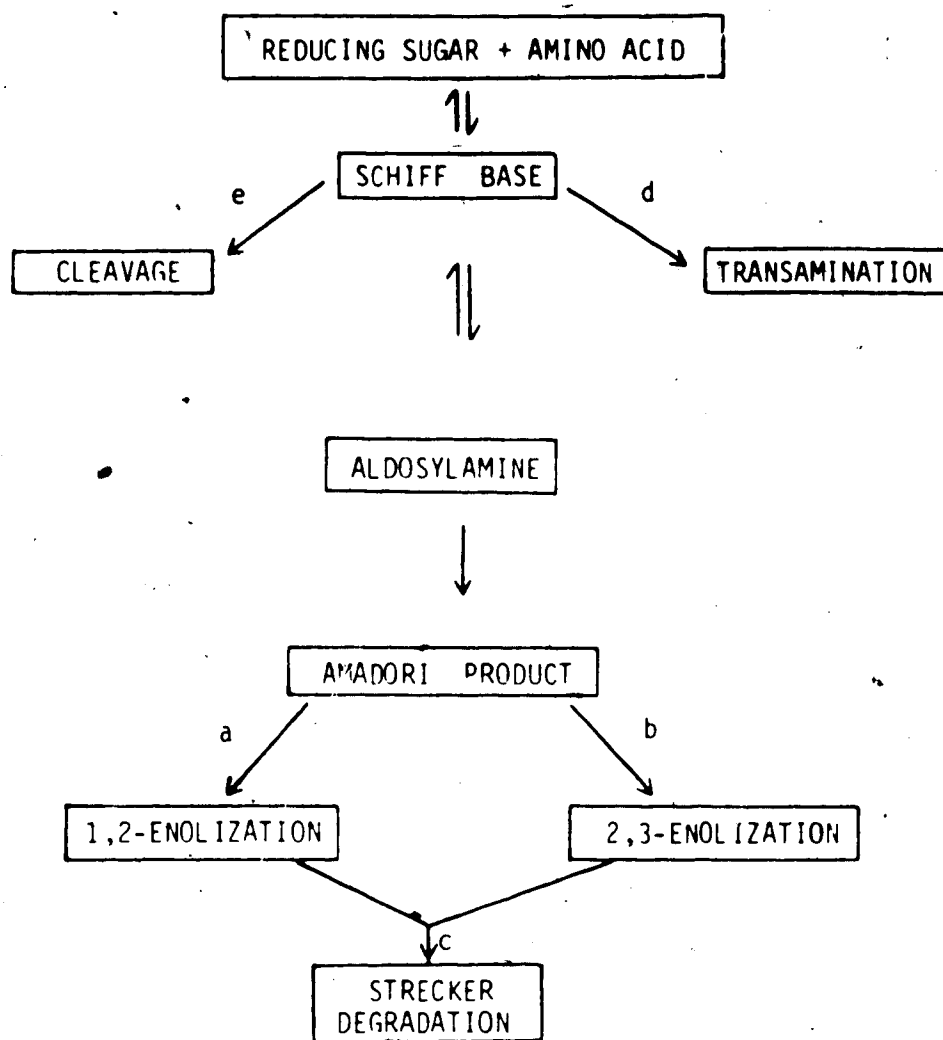 REDUCING SUGAR + AMINO ACID
SCHIFF BASE
e
d
CLEAVAGE
TRANSAMINATION
ALDOSYLAMINE
AMADORI PRODUCT
a
b
1,2-ENOLIZATION
2,3-ENOLIZATION
c
STRECKER
DEGRADATION